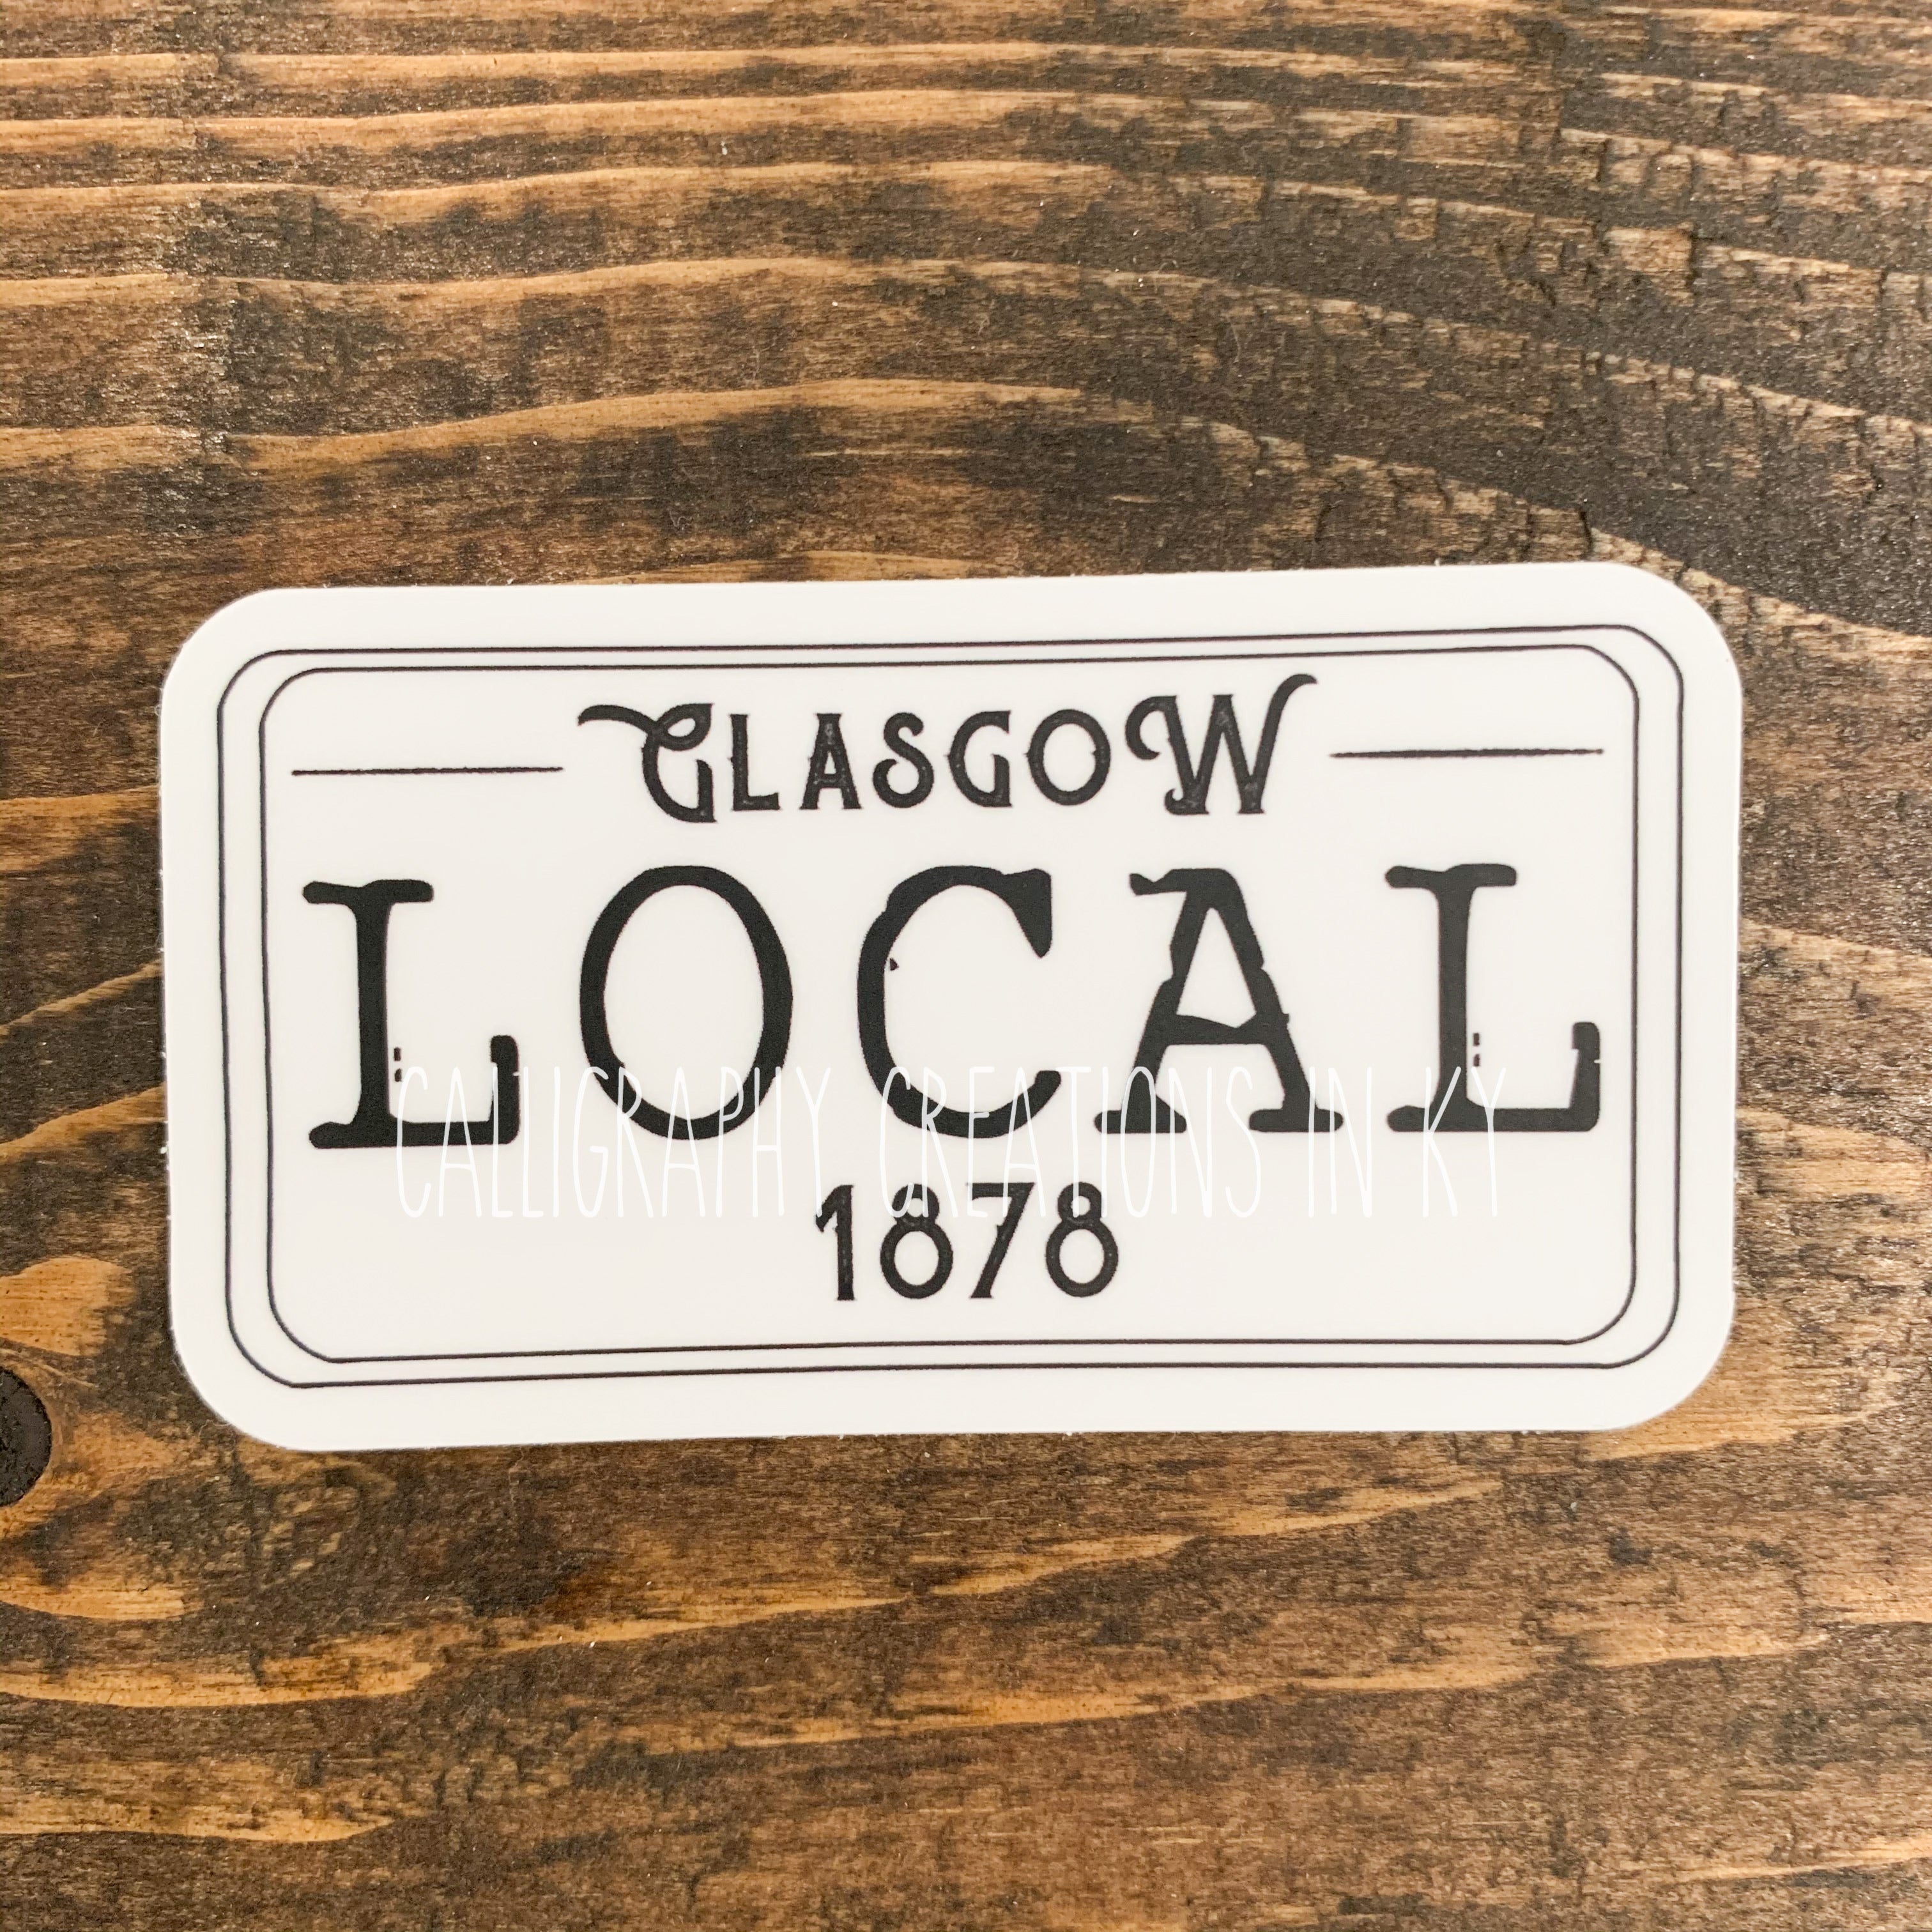 GLASGOW
LOCAL
CALLIGRAPHY CREATIONS IN KY
1878